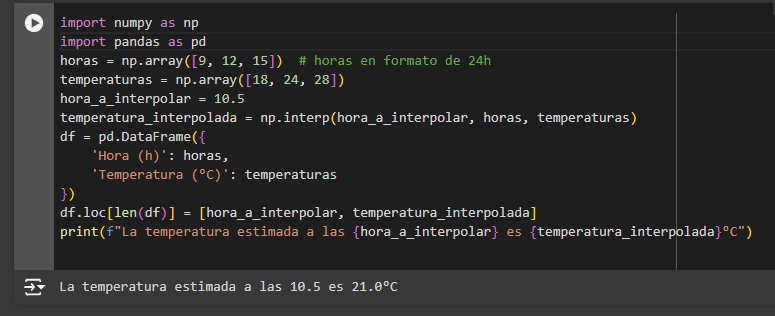 import numpy as np
import pandas as pd
horas = np.array([9, 12, 15])  # horas en formato de 24h
temperaturas = np.array([18, 24, 28])
hora_a_interpolar = 10.5
temperatura_interpolada = np.interp(hora_a_interpolar, horas, temperaturas)
df = pd.DataFrame({
    'Hora (h)': horas,
    'Temperatura (ºC)': temperaturas
})
df.loc[len(df)] = [hora_a_interpolar, temperatura_interpolada]
print(f"La temperatura estimada a las {hora_a_interpolar} es {temperatura_interpolada}ºC")
La temperatura estimada a las 10.5 es 21.0ºC